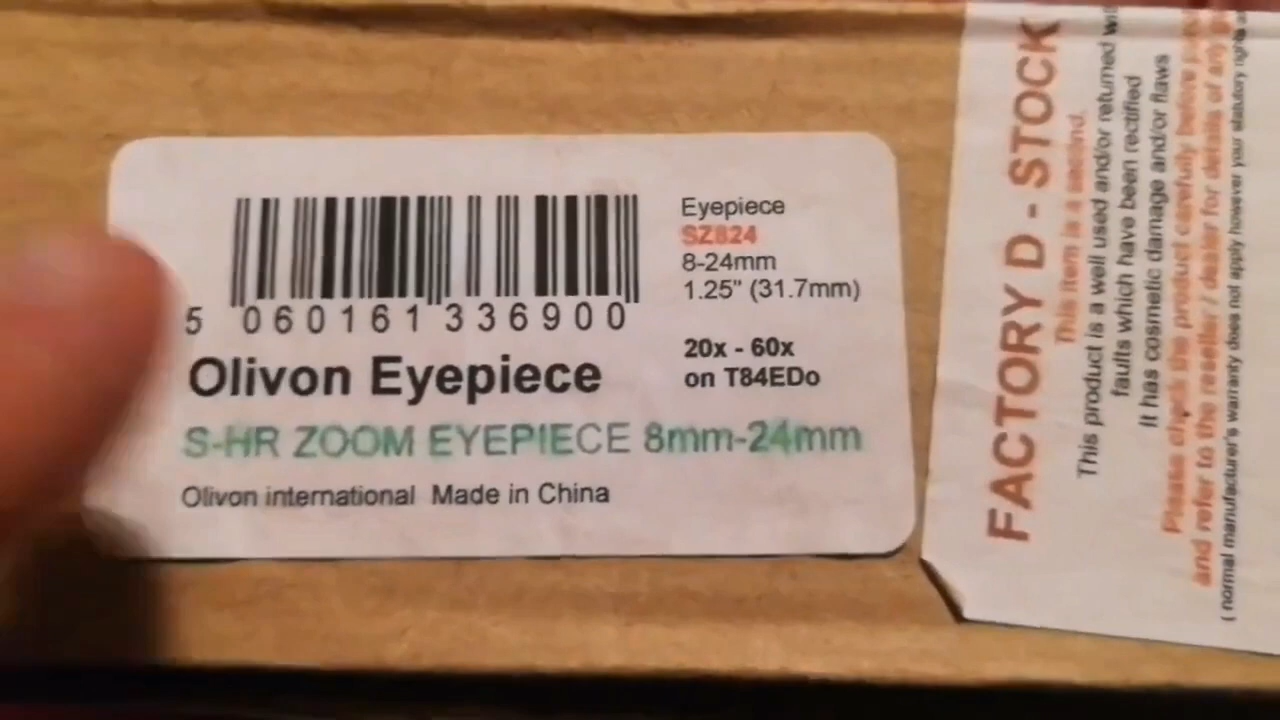 5 060161 336900
Eyepiece
SZ824
8-24mm
1.25" (31.7mm)
20x - 60x
on T84EDo
Olivon Eyepiece
S-HR ZOOM EYEPIECE 8mm-24mm
Olivon international Made in China
FACTORY D - STOCK
This item is a second.
This product is a well used and/or returned
faults which have been rectified
It has cosmetic damage and/or flaws
Please check the product carefully before
and refer to the reseller / dealer for details of any
( normal manufacturer's warranty does not apply however your statutory rights